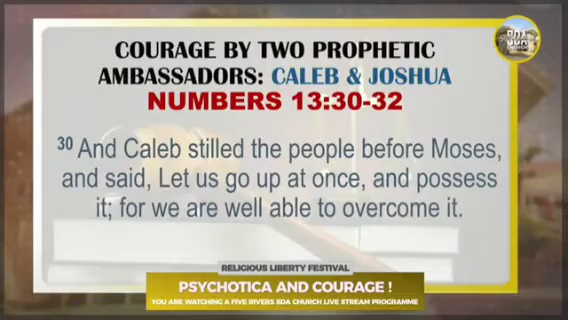 COURAGE BY TWO PROPHETIC
AMBASSADORS: CALEB & JOSHUA
NUMBERS 13:30-32
30 And Caleb stilled the people before Moses,
and said, Let us go up at once, and possess
it; for we are well able to overcome it.
RELIGIOUS LIBERTY FESTIVAL
PSYCHOTICA AND COURAGE !
YOU ARE WATCHING A FIVE RIVERS SDA CHURCH LIVE STREAM PROGRAMME
SDA
CHURCH